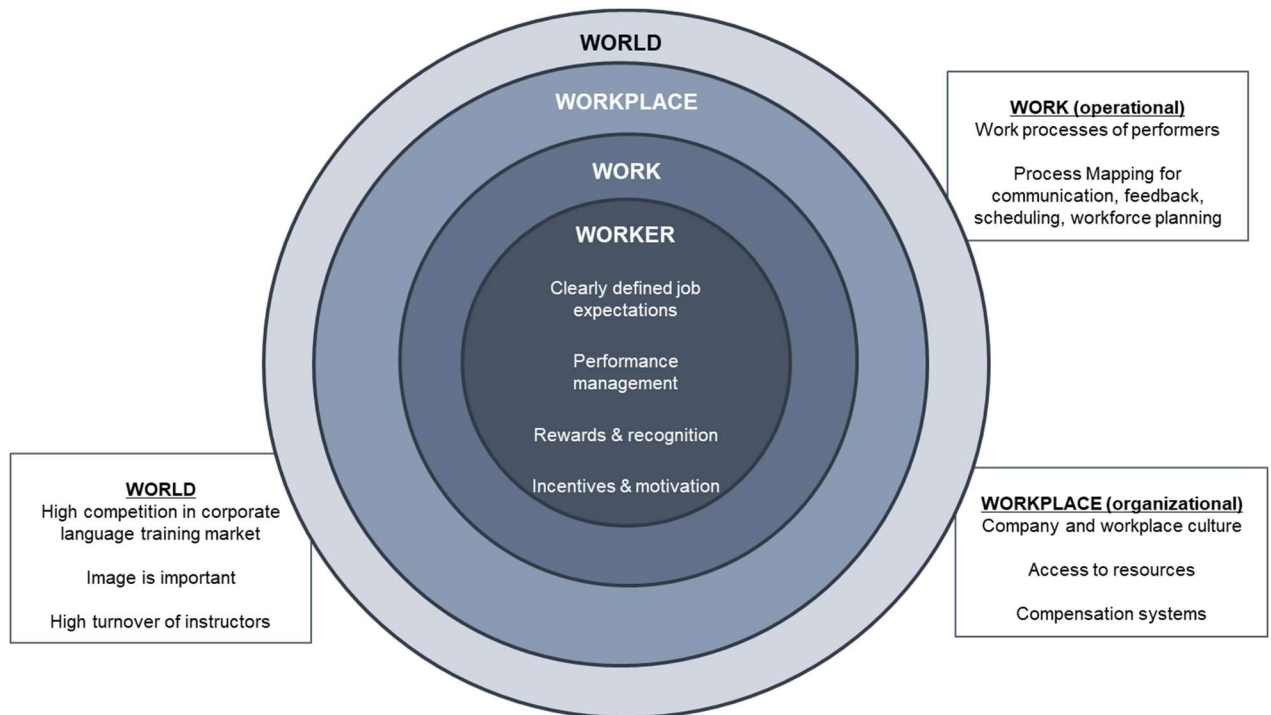 WORLD
WORKPLACE
WORK
WORKER
Clearly defined job
expectations
Performance
management
Rewards & recognition
Incentives & motivation
WORK (operational)
Work processes of performers
Process Mapping for
communication, feedback,
scheduling, workforce planning
WORLD
High competition in corporate
language training market
Image is important
High turnover of instructors
WORKPLACE (organizational)
Company and workplace culture
Access to resources
Compensation systems